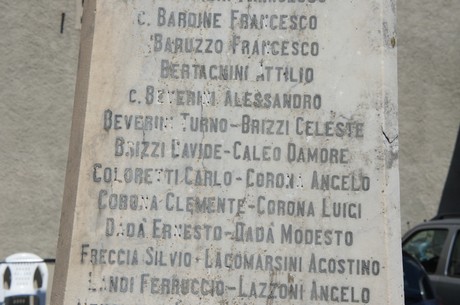 FRANCESCO
C. BARDINE FRANCESCO
BARUZZO FRANCESCO
BERTAGNINI ATTILIO
C. BEVERINI ALESSANDRO
BEVERINI TURNO-BRIZZI CELESTE
BRIZZI DAVIDE-CALEO DAMORE
COLORETTI CARLO-CORONA ANGELO
CORONA CLEMENTE-CORONA LUIGI
DADÀ ERNESTO-DADÀ MODESTO
FRECCIA SILVIO-LAGOMARSINI AGOSTINO
LANDI FERRUCCIO-LAZZONI ANGELO